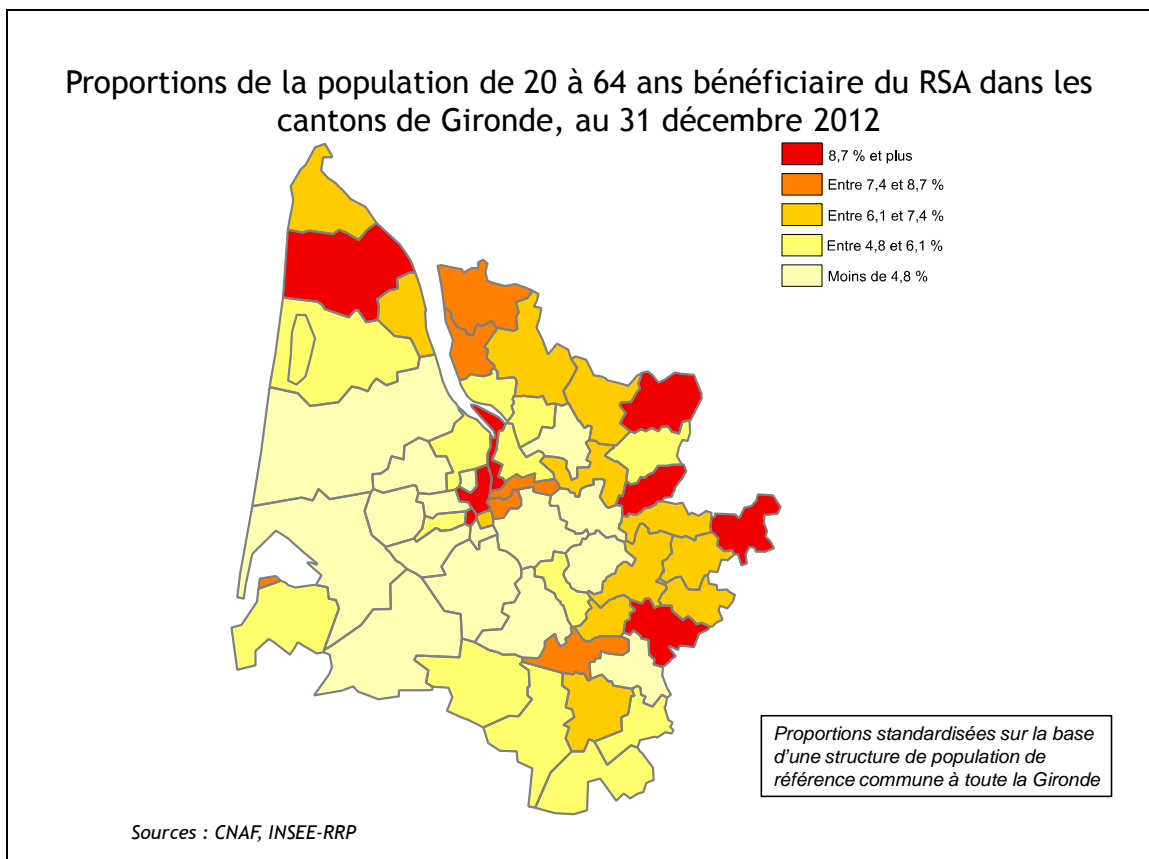 Proportions de la population de 20 à 64 ans bénéficiaire du RSA dans les
cantons de Gironde, au 31 décembre 2012
8,7 % et plus
Entre 7,4 et 8,7 %
Entre 6,1 et 7,4 %
Entre 4,8 et 6,1 %
Moins de 4,8 %
Proportions standardisées sur la base
d'une structure de population de
référence commune à toute la Gironde
Sources : CNAF, INSEE-RRP